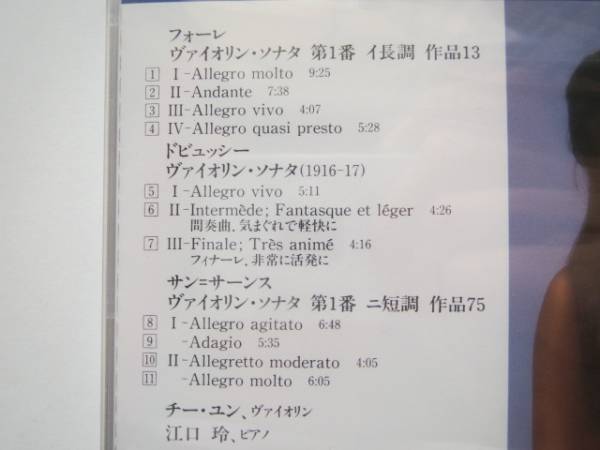 フォーレ
ヴァイオリン・ソナタ 第1番 イ長調 作品13
1 I-Allegro molto 9:25
2 II-Andante 7:38
3 III-Allegro vivo 4:07
4 IV-Allegro quasi presto 5:28
ドビュッシー
ヴァイオリン・ソナタ(1916-17)
5 I-Allegro vivo 5:11
6 II-Intermède; Fantasque et léger 4:26
間奏曲、気まぐれで軽快に
7 III-Finale; Très animé 4:16
フィナーレ、非常に活発に
サン=サーンス
ヴァイオリン・ソナタ 第1番 ニ短調 作品75
8 I-Allegro agitato 6:48
9 -Adagio 5:35
10 II-Allegretto moderato 4:05
11 -Allegro molto 6:05
チー・ユン、ヴァイオリン
江口 玲、ピアノ